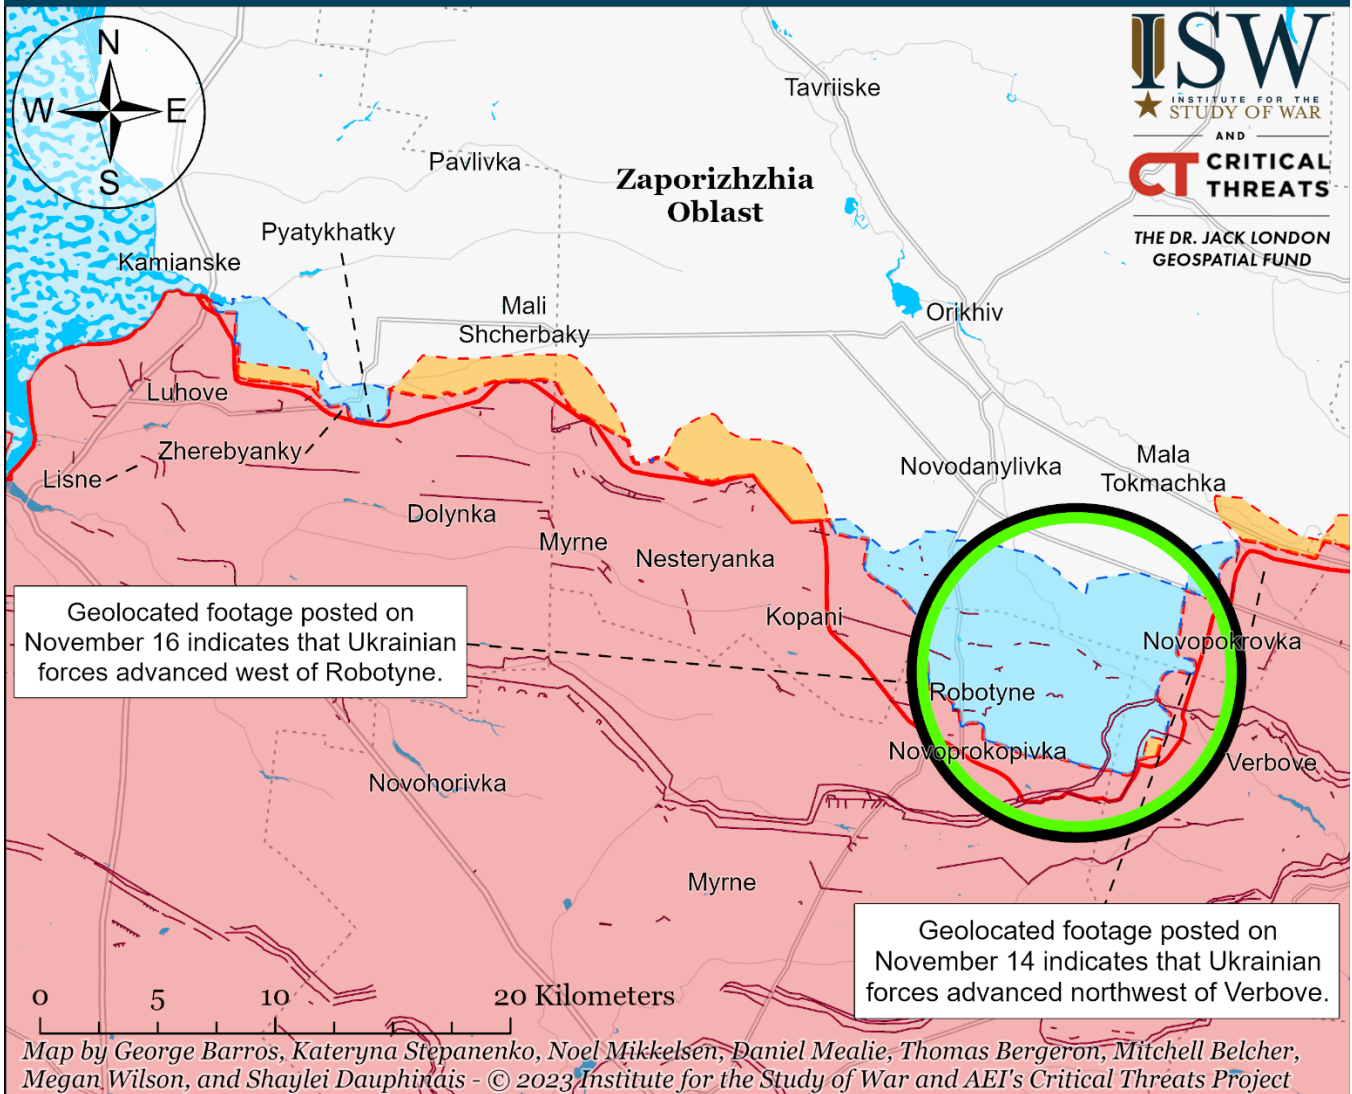 N
W
E
S
ISW
INSTITUTE FOR THE
STUDY OF WAR
AND
CT CRITICAL
THREATS
THE DR. JACK LONDON
GEOSPATIAL FUND
Tavriiske
Pavlivka
Zaporizhzhia
Oblast
Pyatykhatky
Kamianske
Mali
Shcherbaky
Orikhiv
Luhove
Zherebyanky
Lisne
Novodanylivka
Mala
Tokmachka
Dolynka
Myrne
Nesteryanka
Kopani
Geolocated footage posted on
November 16 indicates that Ukrainian
forces advanced west of Robotyne.
Novopokrovka
Robotyne
Novoprokopivka
Verbove
Novohorivka
Myrne
Geolocated footage posted on
November 14 indicates that Ukrainian
forces advanced northwest of Verbove.
0 5 10 20 Kilometers
Map by George Barros, Kateryna Stepanenko, Noel Mikkelsen, Daniel Mealie, Thomas Bergeron, Mitchell Belcher,
Megan Wilson, and Shaylei Dauphinais - © 2023 Institute for the Study of War and AEI's Critical Threats Project